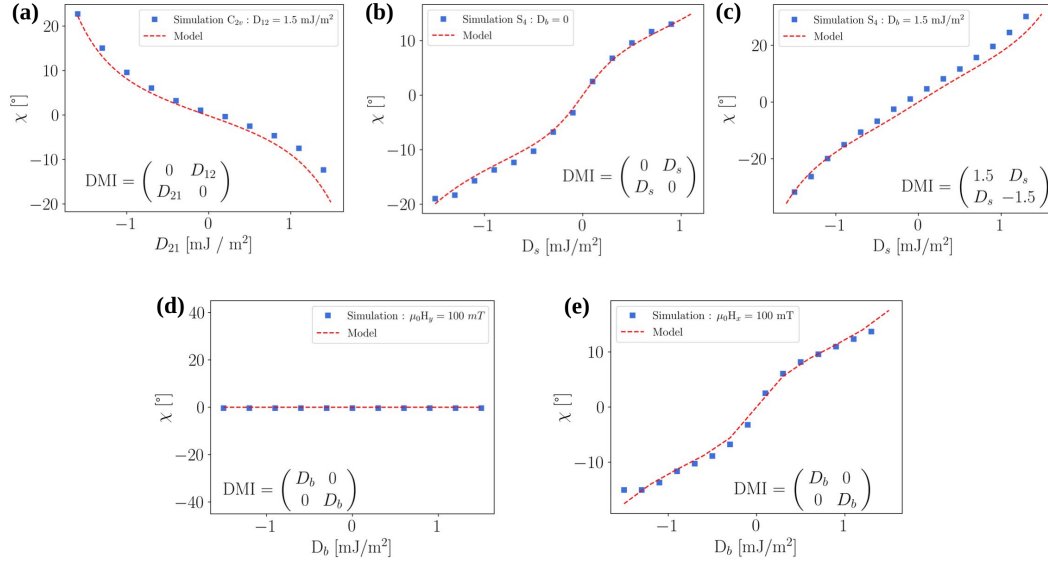 (a)
Simulation C2v : D12 = 1.5 mJ/m²
Model
χ [°]
20
10
0
−10
−20
DMI = ( 0 D12
D21 0 )
−1 0 1
D21 [mJ / m²]
(b)
Simulation S4 : Db = 0
Model
χ [°]
10
0
−10
−20
DMI = ( 0 Ds
Ds 0 )
−1 0 1
Ds [mJ/m²]
(c)
Simulation S4 : Db = 1.5 mJ/m²
Model
χ [°]
20
0
−20
DMI = ( 1.5 Ds
Ds −1.5 )
−1 0 1
Ds [mJ/m²]
(d)
Simulation : μ0Hy = 100 mT
Model
χ [°]
40
20
0
−20
−40
DMI = ( Db 0
0 Db )
−1 0 1
Db [mJ/m²]
(e)
Simulation : μ0Hx = 100 mT
Model
χ [°]
10
0
−10
DMI = ( Db 0
0 Db )
−1 0 1
Db [mJ/m²]